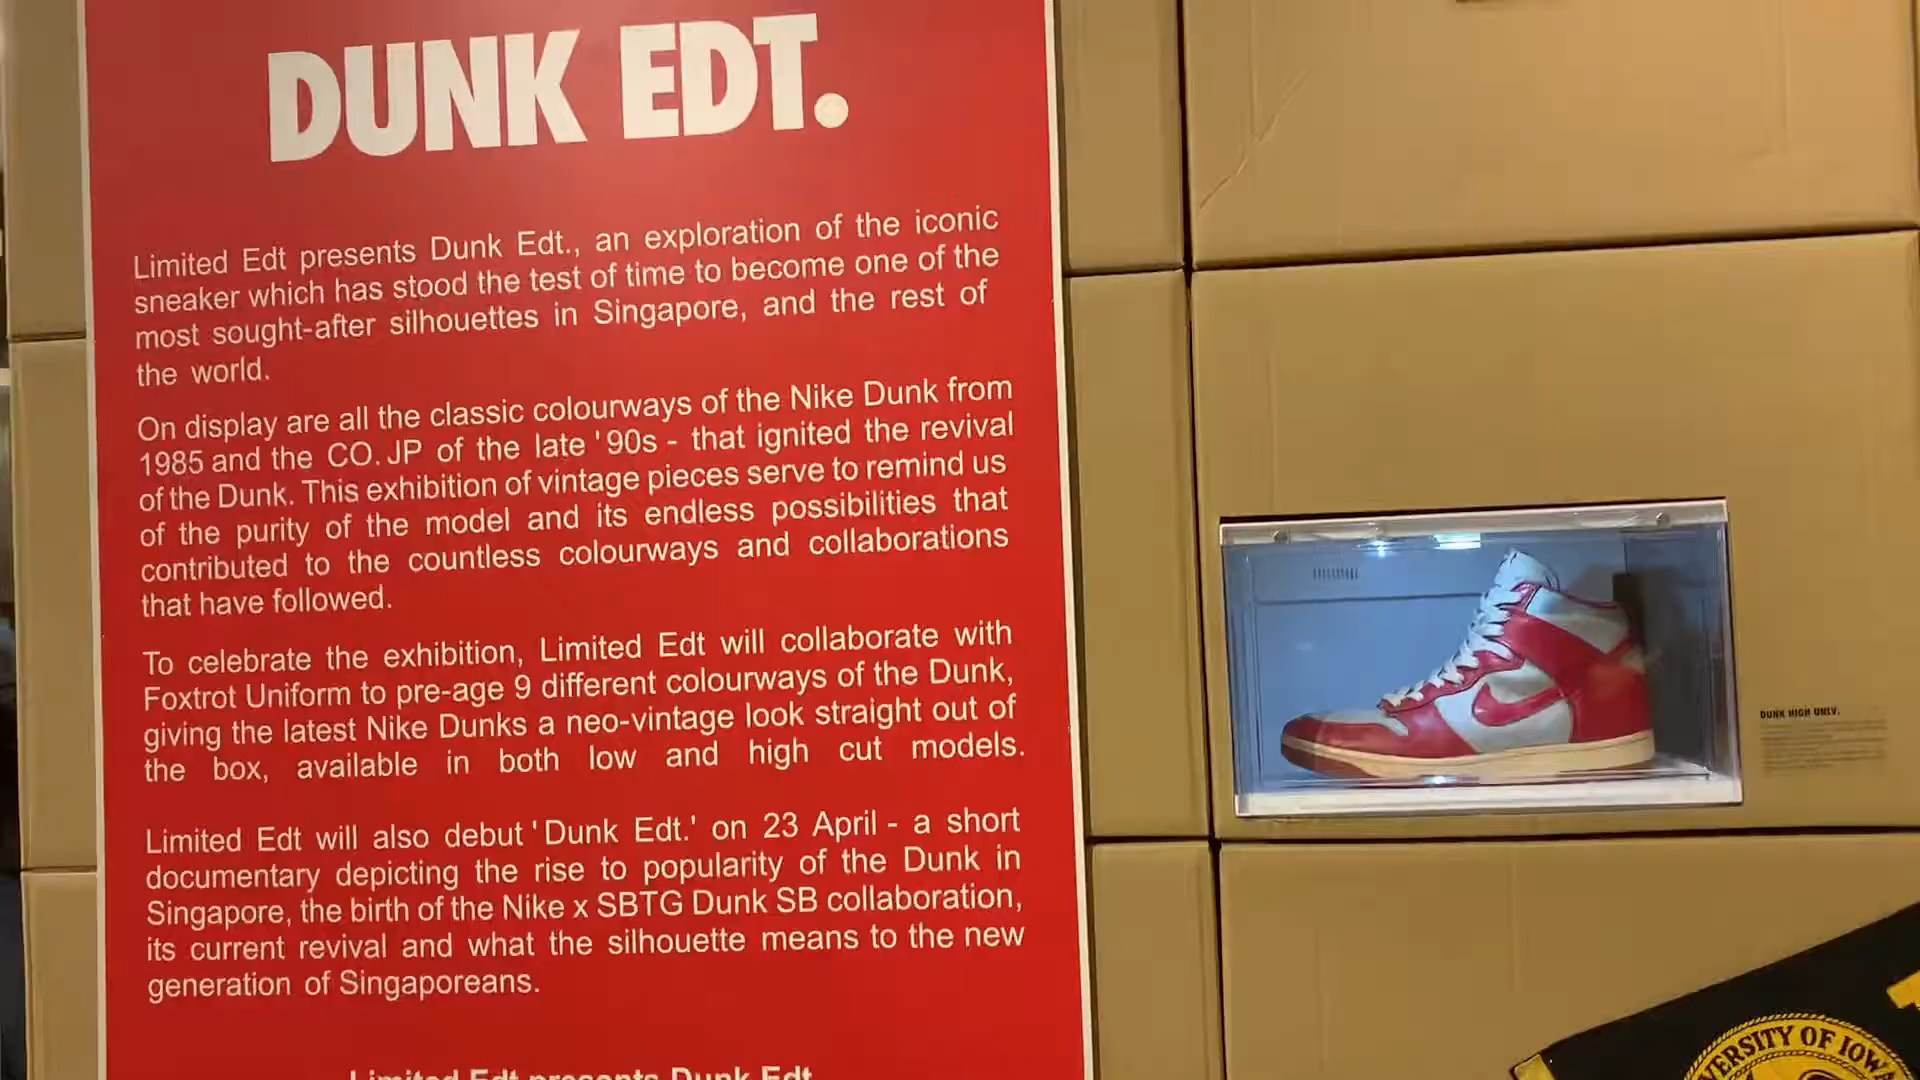 DUNK EDT.
Limited Edt presents Dunk Edt., an exploration of the iconic
sneaker which has stood the test of time to become one of the
most sought-after silhouettes in Singapore, and the rest of
the world.
On display are all the classic colourways of the Nike Dunk from
1985 and the CO.JP of the late '90s - that ignited the revival
of the Dunk. This exhibition of vintage pieces serve to remind us
of the purity of the model and its endless possibilities that
contributed to the countless colourways and collaborations
that have followed.
To celebrate the exhibition, Limited Edt will collaborate with
Foxtrot Uniform to pre-age 9 different colourways of the Dunk,
giving the latest Nike Dunks a neo-vintage look straight out of
the box, available in both low and high cut models.
Limited Edt will also debut 'Dunk Edt.' on 23 April - a short
documentary depicting the rise to popularity of the Dunk in
Singapore, the birth of the Nike x SBTG Dunk SB collaboration,
its current revival and what the silhouette means to the new
generation of Singaporeans.
Limited Edt presents Dunk Edt
DUNK HIGH UNLV.
VERSITY OF IOWA